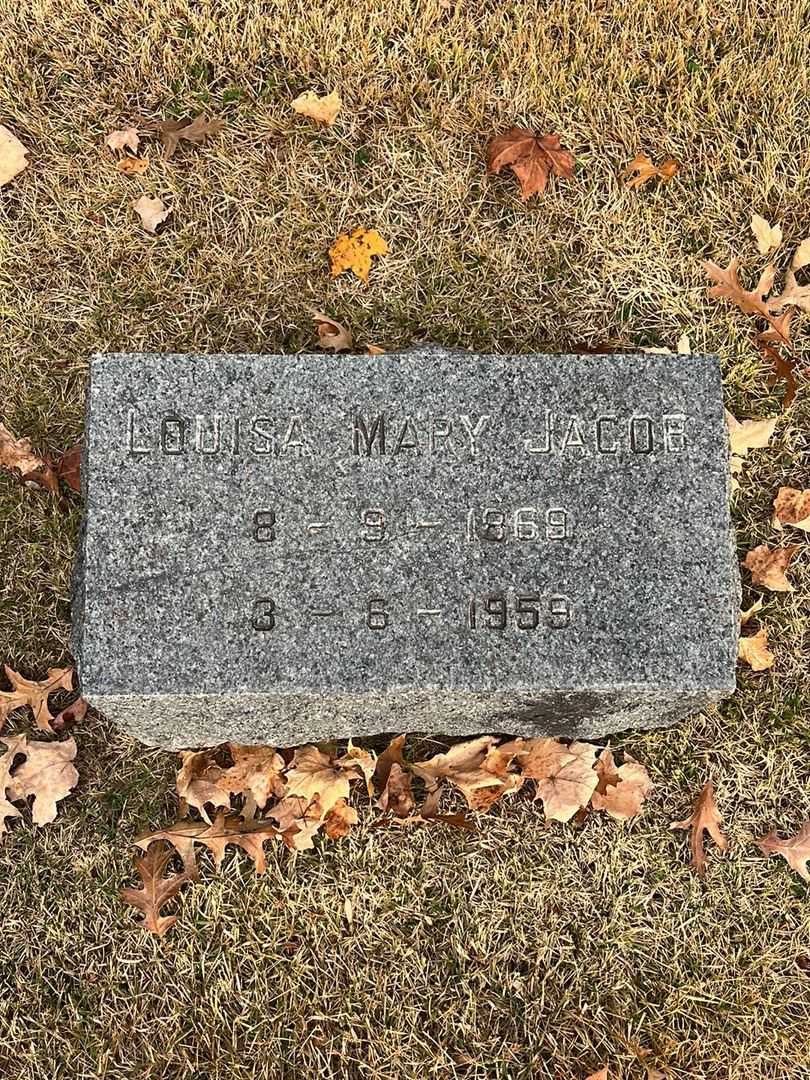 LOUISA MARY JACOB
8 - 9 - 1869
3 - 6 - 1959